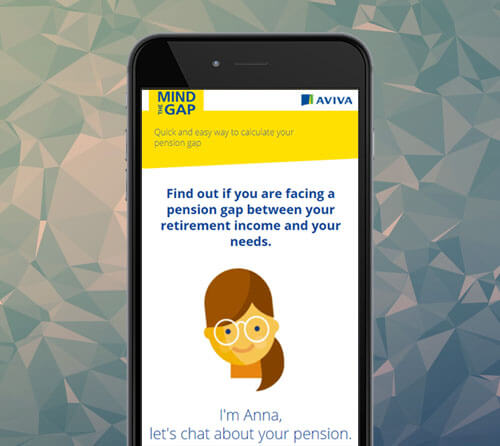 MIND
THE
GAP
AVIVA
Quick and easy way to calculate your
pension gap
Find out if you are facing a
pension gap between your
retirement income and your
needs.
I'm Anna,
let's chat about your pension.